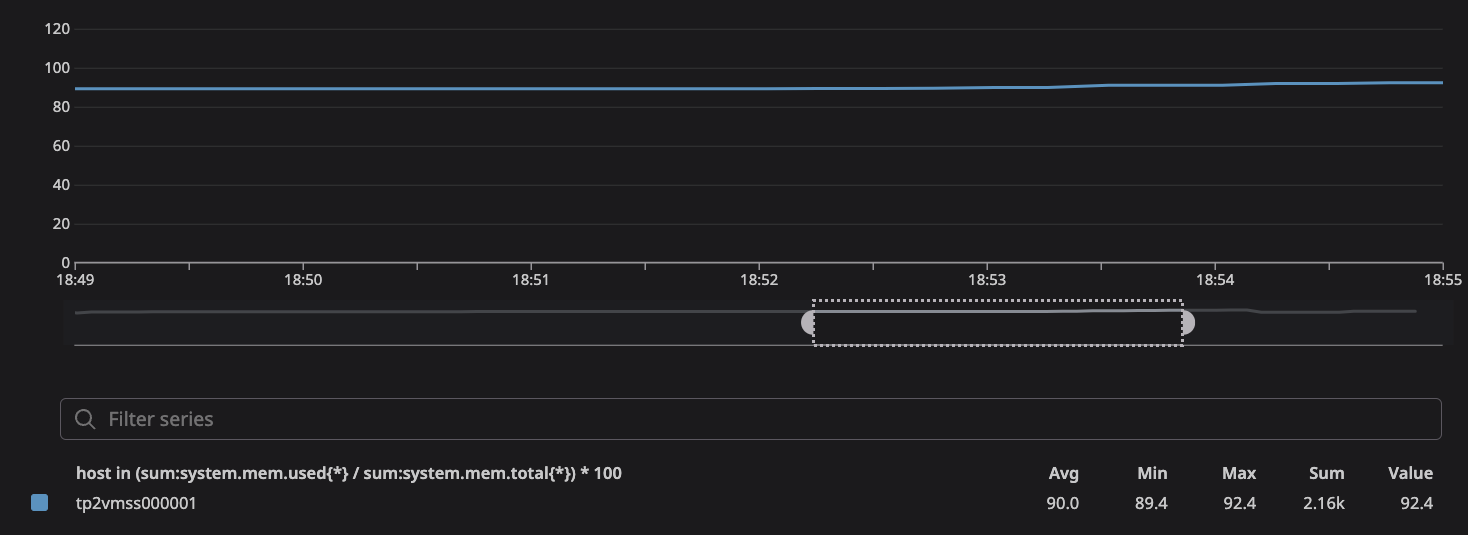 120
100
80
60
40
20
0
18:49 18:50 18:51 18:52 18:53 18:54 18:55
Filter series
host in (sum:system.mem.used{*} / sum:system.mem.total{*}) * 100 Avg Min Max Sum Value
tp2vmss000001 90.0 89.4 92.4 2.16k 92.4